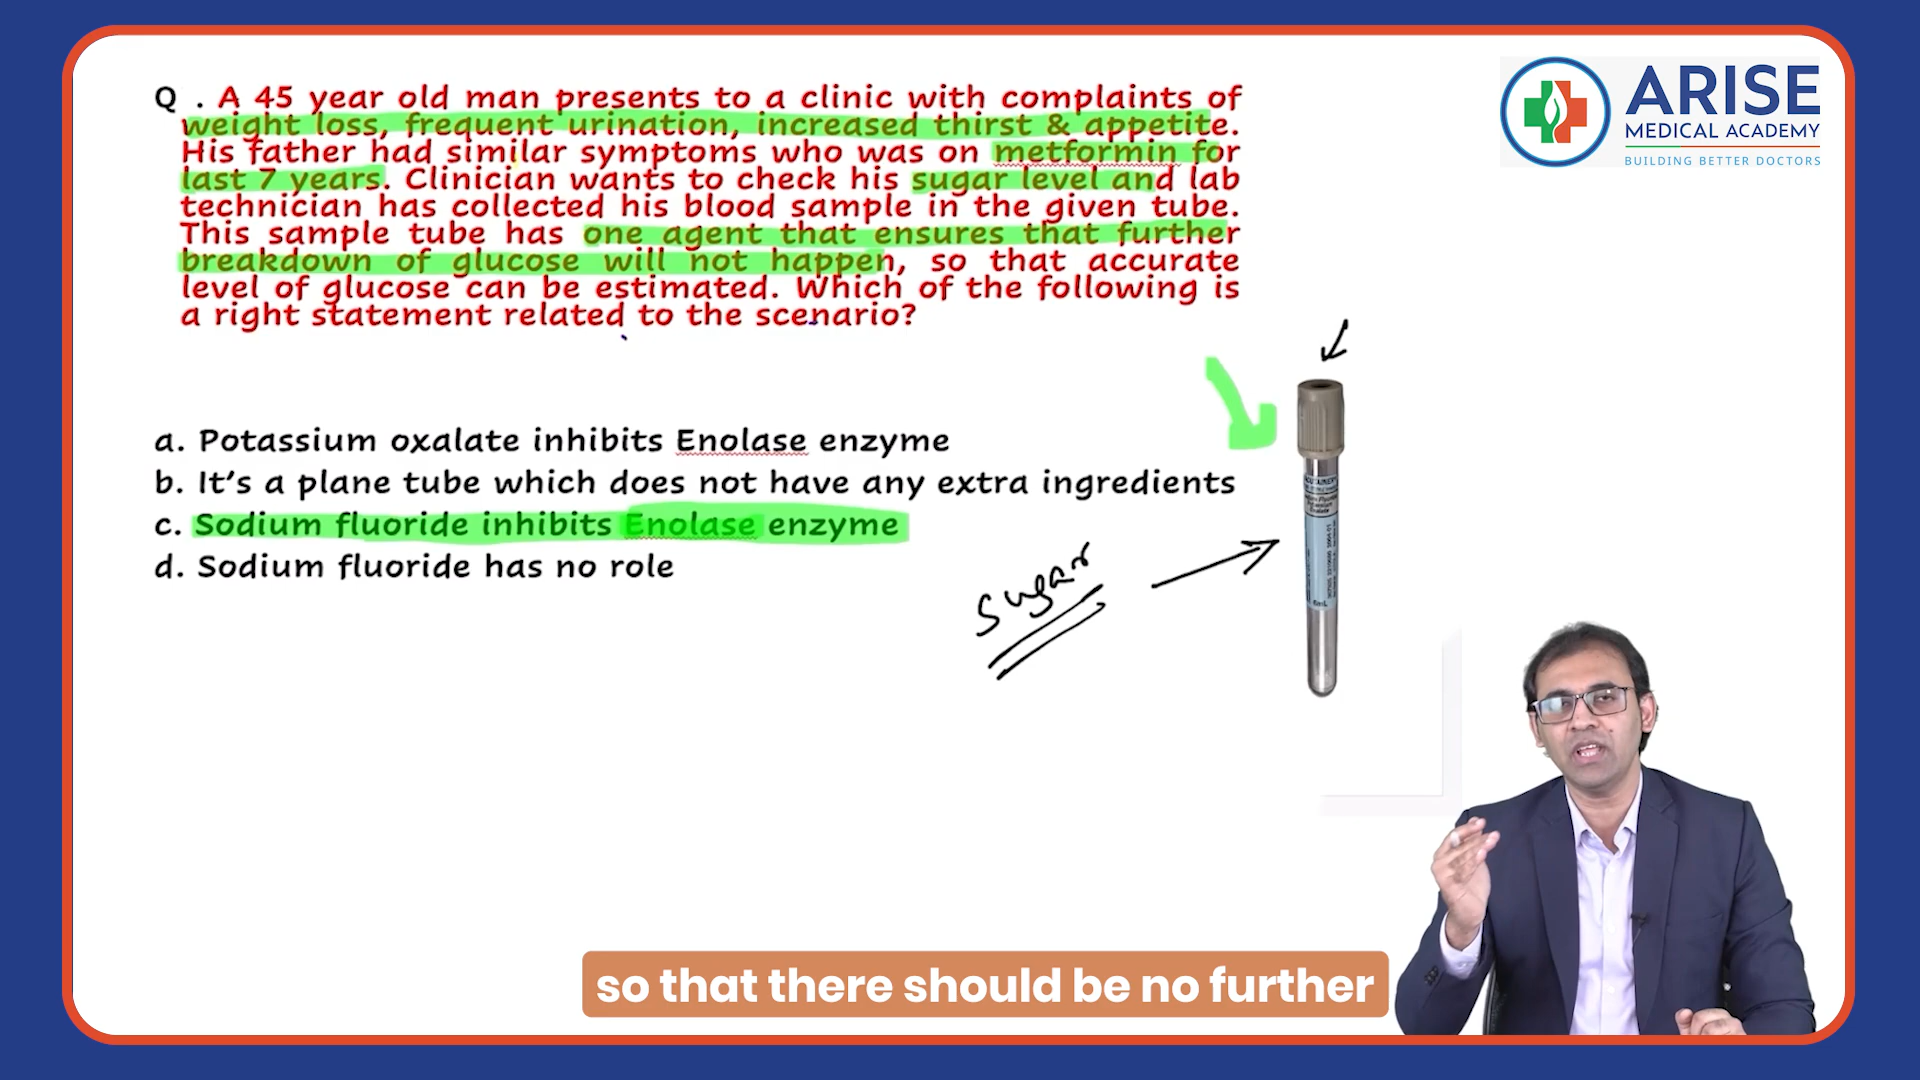 ARISE
MEDICAL ACADEMY
BUILDING BETTER DOCTORS
Q . A 45 year old man presents to a clinic with complaints of
weight loss, frequent urination, increased thirst & appetite.
His father had similar symptoms who was on metformin for
last 7 years. Clinician wants to check his sugar level and lab
technician has collected his blood sample in the given tube.
This sample tube has one agent that ensures that further
breakdown of glucose will not happen, so that accurate
level of glucose can be estimated. Which of the following is
a right statement related to the scenario?
a. Potassium oxalate inhibits Enolase enzyme
b. It's a plane tube which does not have any extra ingredients
c. Sodium fluoride inhibits Enolase enzyme
d. Sodium fluoride has no role
Sugar
so that there should be no further